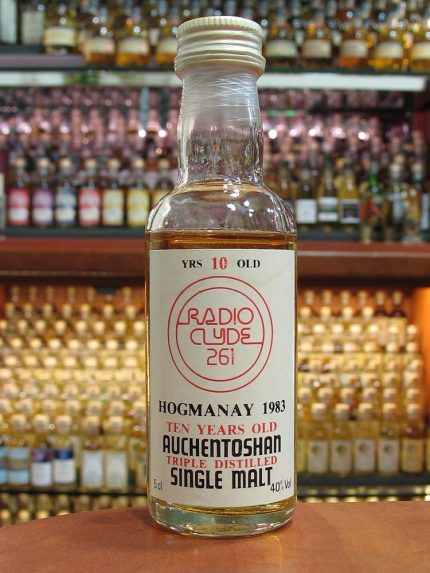 YRS 10 OLD
RADIO
CLYDE
261
HOGMANAY 1983
TEN YEARS OLD
AUCHENTOSHAN
TRIPLE DISTILLED
SINGLE MALT
5cl 40% Vol